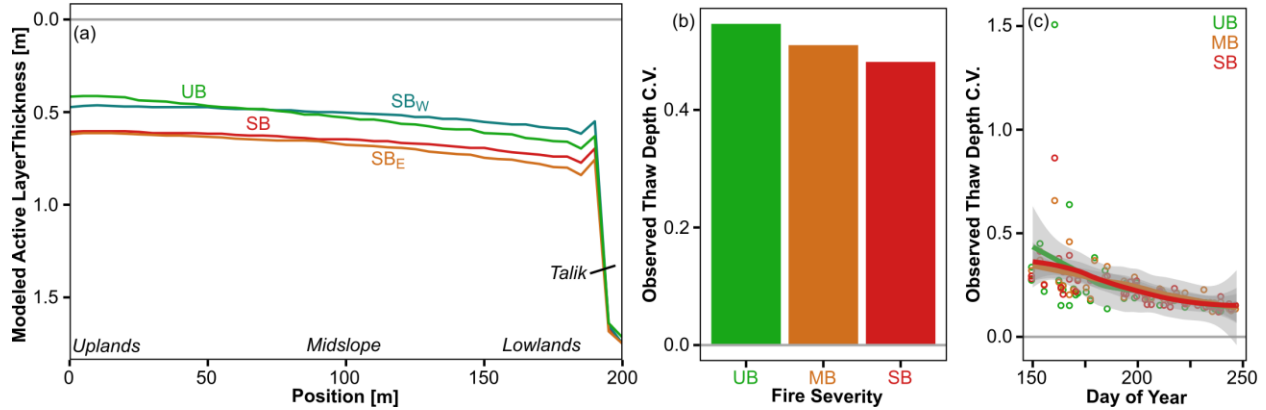 (a)
Modeled Active LayerThickness [m]
0.0
0.5
1.0
1.5
UB
SB_W
SB
SB_E
Talik
Uplands
Midslope
Lowlands
0
50
100
150
200
Position [m]
(b)
Observed Thaw Depth C.V.
0.4
0.2
0.0
UB
MB
SB
Fire Severity
(c)
Observed Thaw Depth C.V.
1.5
1.0
0.5
0.0
UB
MB
SB
150
200
250
Day of Year